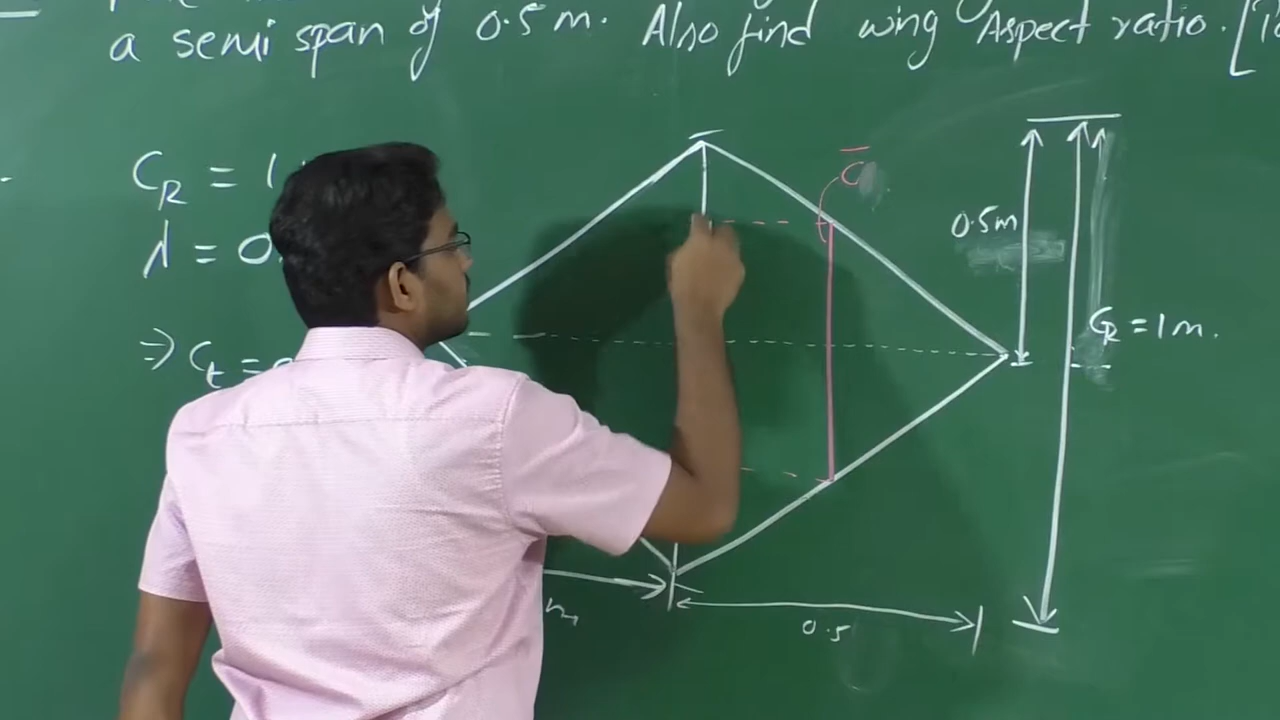 a semi span of 0.5 m. Also find wing Aspect ratio. [
C_R = 1
λ = 0.
⇒ C_t =
C̅
0.5m
C_R = 1m.
m
0.5